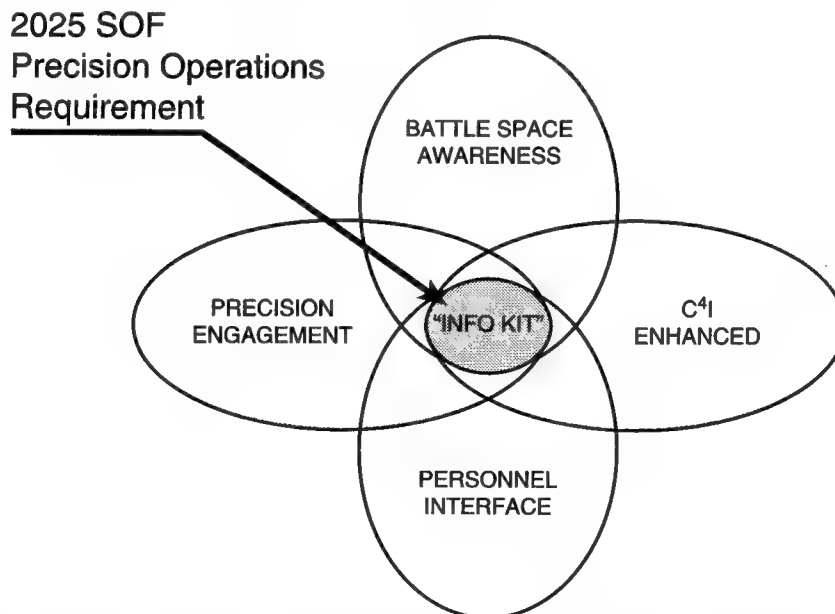 2025 SOF
Precision Operations
Requirement
BATTLE SPACE
AWARENESS
PRECISION
ENGAGEMENT
"INFO KIT"
C⁴I
ENHANCED
PERSONNEL
INTERFACE